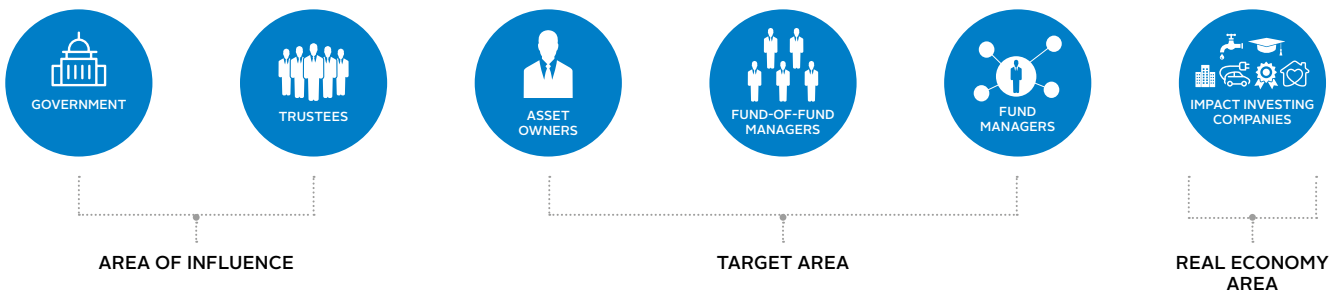 GOVERNMENT
TRUSTEES
ASSET
OWNERS
FUND-OF-FUND
MANAGERS
FUND
MANAGERS
IMPACT INVESTING
COMPANIES
AREA OF INFLUENCE
TARGET AREA
REAL ECONOMY
AREA